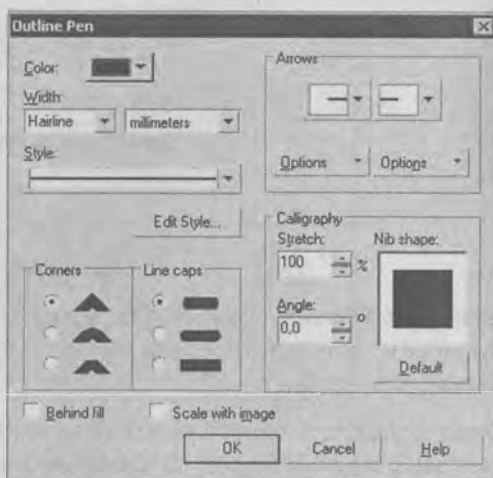 Outline Pen
Color:
Width:
Hairline
millimeters
Style:
Edit Style...
Corners
Line caps
Arrows
Options
Options
Calligraphy
Stretch:
100
%
Angle:
0,0
°
Nib shape:
Default
Behind fill
Scale with image
OK
Cancel
Help